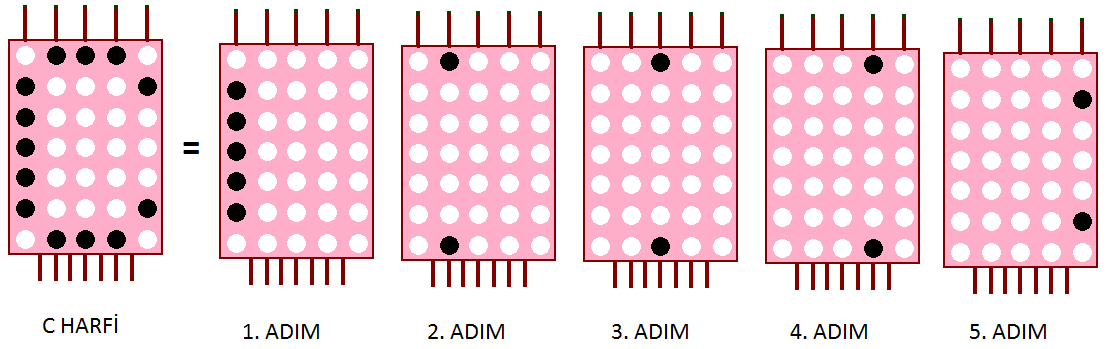 =
C HARFİ
1. ADIM
2. ADIM
3. ADIM
4. ADIM
5. ADIM